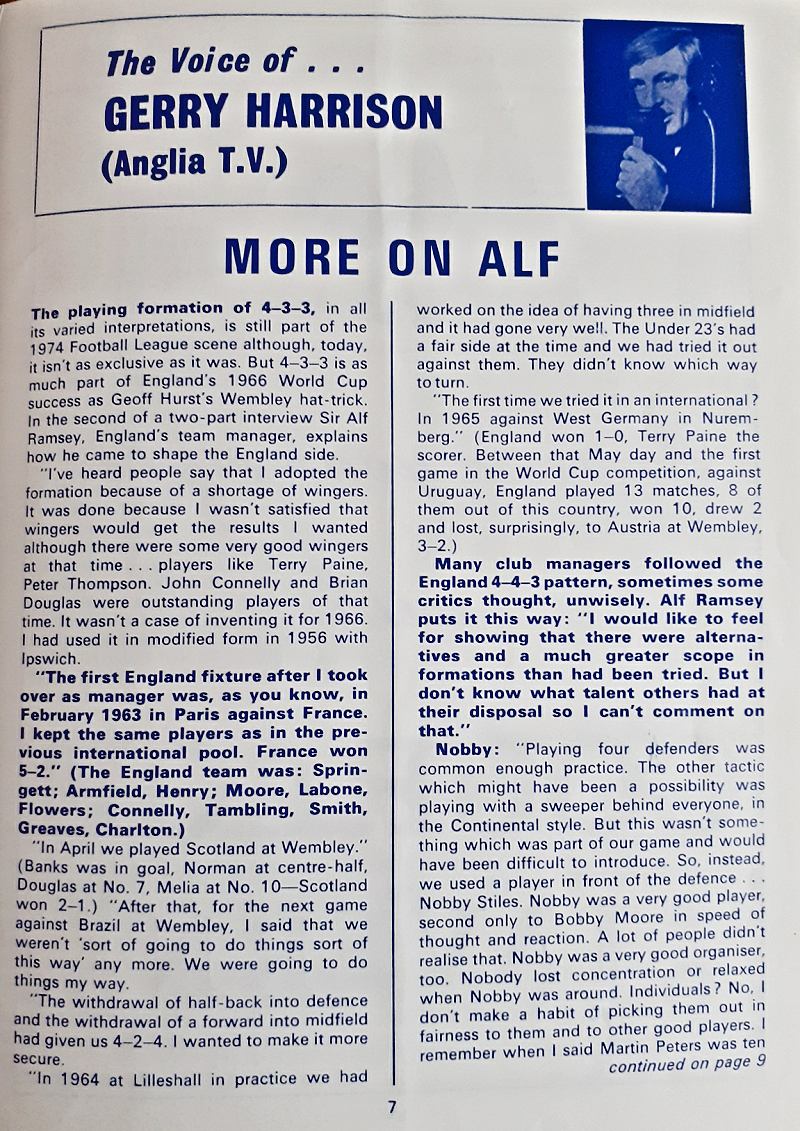 The Voice of . . .
GERRY HARRISON
(Anglia T.V.)
MORE ON ALF
The playing formation of 4–3–3, in all
its varied interpretations, is still part of the
1974 Football League scene although, today,
it isn't as exclusive as it was. But 4–3–3 is as
much part of England's 1966 World Cup
success as Geoff Hurst's Wembley hat-trick.
In the second of a two-part interview Sir Alf
Ramsey, England's team manager, explains
how he came to shape the England side.
"I've heard people say that I adopted the
formation because of a shortage of wingers.
It was done because I wasn't satisfied that
wingers would get the results I wanted
although there were some very good wingers
at that time . . . players like Terry Paine,
Peter Thompson. John Connelly and Brian
Douglas were outstanding players of that
time. It wasn't a case of inventing it for 1966.
I had used it in modified form in 1956 with
Ipswich.
"The first England fixture after I took
over as manager was, as you know, in
February 1963 in Paris against France.
I kept the same players as in the pre-
vious international pool. France won
5–2." (The England team was: Sprin-
gett; Armfield, Henry; Moore, Labone,
Flowers; Connelly, Tambling, Smith,
Greaves, Charlton.)
"In April we played Scotland at Wembley."
(Banks was in goal, Norman at centre-half,
Douglas at No. 7, Melia at No. 10—Scotland
won 2–1.) "After that, for the next game
against Brazil at Wembley, I said that we
weren't 'sort of going to do things sort of
this way' any more. We were going to do
things my way.
"The withdrawal of half-back into defence
and the withdrawal of a forward into midfield
had given us 4–2–4. I wanted to make it more
secure.
"In 1964 at Lilleshall in practice we had
worked on the idea of having three in midfield
and it had gone very well. The Under 23's had
a fair side at the time and we had tried it out
against them. They didn't know which way
to turn.
"The first time we tried it in an international?
In 1965 against West Germany in Nurem-
berg." (England won 1–0, Terry Paine the
scorer. Between that May day and the first
game in the World Cup competition, against
Uruguay, England played 13 matches, 8 of
them out of this country, won 10, drew 2
and lost, surprisingly, to Austria at Wembley,
3–2.)
Many club managers followed the
England 4–4–3 pattern, sometimes some
critics thought, unwisely. Alf Ramsey
puts it this way: "I would like to feel
for showing that there were alterna-
tives and a much greater scope in
formations than had been tried. But I
don't know what talent others had at
their disposal so I can't comment on
that."
Nobby: "Playing four defenders was
common enough practice. The other tactic
which might have been a possibility was
playing with a sweeper behind everyone, in
the Continental style. But this wasn't some-
thing which was part of our game and would
have been difficult to introduce. So, instead,
we used a player in front of the defence . . .
Nobby Stiles. Nobby was a very good player,
second only to Bobby Moore in speed of
thought and reaction. A lot of people didn't
realise that. Nobby was a very good organiser,
too. Nobody lost concentration or relaxed
when Nobby was around. Individuals? No, I
don't make a habit of picking them out in
fairness to them and to other good players. I
remember when I said Martin Peters was ten
continued on page 9
7